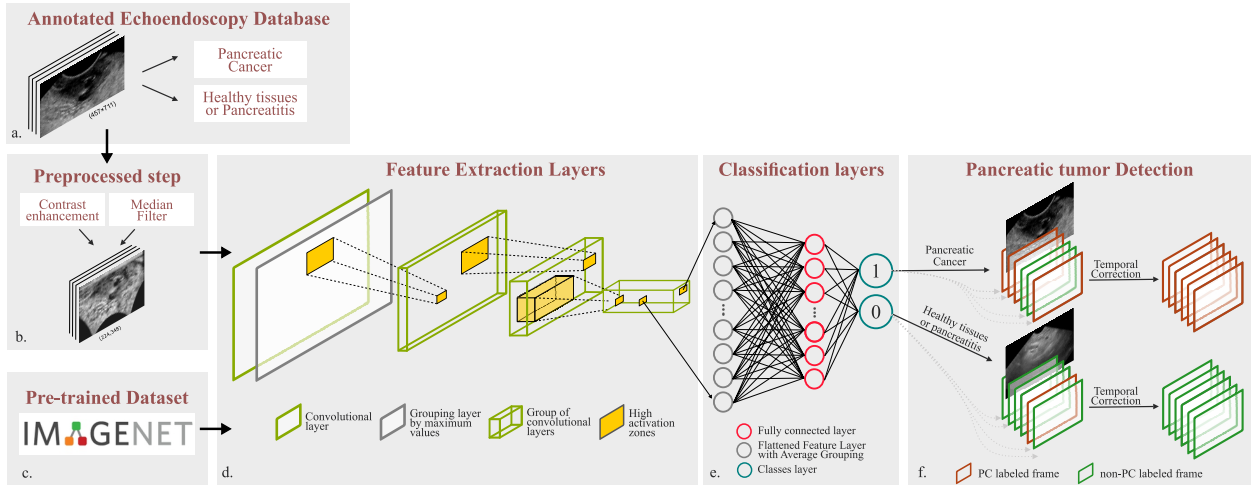 Annotated Echoendoscopy Database
Pancreatic
Cancer
Healthy tissues
or Pancreatitis
(457×711)
a.
Preprocessed step
Contrast
enhancement
Median
Filter
(224,348)
b.
Pre-trained Dataset
IMAGENET
c.
Feature Extraction Layers
Convolutional
layer
Grouping layer
by maximum
values
Group of
convolutional
layers
High
activation
zones
d.
Classification layers
1
0
Fully connected layer
Flattened Feature Layer
with Average Grouping
Classes layer
e.
Pancreatic tumor Detection
Pancreatic
Cancer
Temporal
Correction
Healthy tissues
or pancreatitis
Temporal
Correction
PC labeled frame
non-PC labeled frame
f.